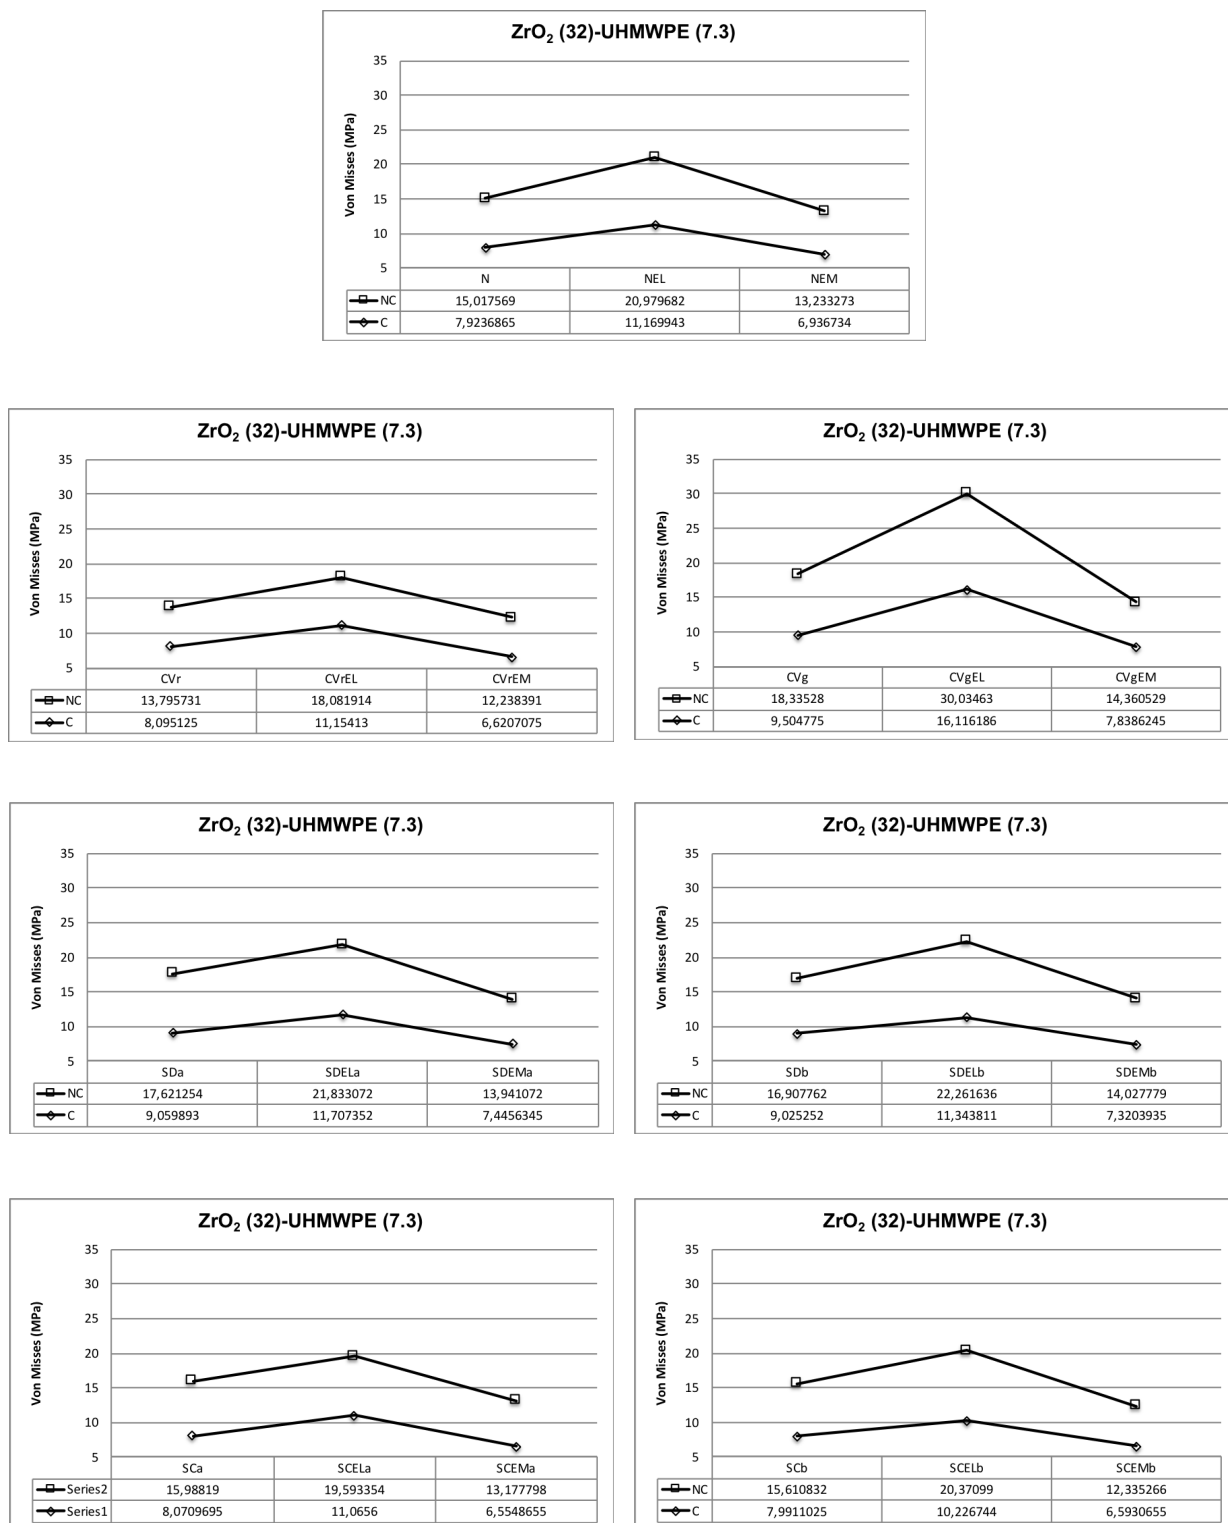 ZrO₂ (32)-UHMWPE (7.3)
Von Misses (MPa)
35
30
25
20
15
10
5
N NEL NEM
NC 15,017569 20,979682 13,233273
C 7,9236865 11,169943 6,936734
ZrO₂ (32)-UHMWPE (7.3)
Von Misses (MPa)
35
30
25
20
15
10
5
CVr CVrEL CVrEM
NC 13,795731 18,081914 12,238391
C 8,095125 11,15413 6,6207075
ZrO₂ (32)-UHMWPE (7.3)
Von Misses (MPa)
35
30
25
20
15
10
5
CVg CVgEL CVgEM
NC 18,33528 30,03463 14,360529
C 9,504775 16,116186 7,8386245
ZrO₂ (32)-UHMWPE (7.3)
Von Misses (MPa)
35
30
25
20
15
10
5
SDa SDELa SDEMa
NC 17,621254 21,833072 13,941072
C 9,059893 11,707352 7,4456345
ZrO₂ (32)-UHMWPE (7.3)
Von Misses (MPa)
35
30
25
20
15
10
5
SDb SDELb SDEMb
NC 16,907762 22,261636 14,027779
C 9,025252 11,343811 7,3203935
ZrO₂ (32)-UHMWPE (7.3)
Von Misses (MPa)
35
30
25
20
15
10
5
SCa SCELa SCEMa
Series2 15,98819 19,593354 13,177798
Series1 8,0709695 11,0656 6,5548655
ZrO₂ (32)-UHMWPE (7.3)
Von Misses (MPa)
35
30
25
20
15
10
5
SCb SCELb SCEMb
NC 15,610832 20,37099 12,335266
C 7,9911025 10,226744 6,5930655